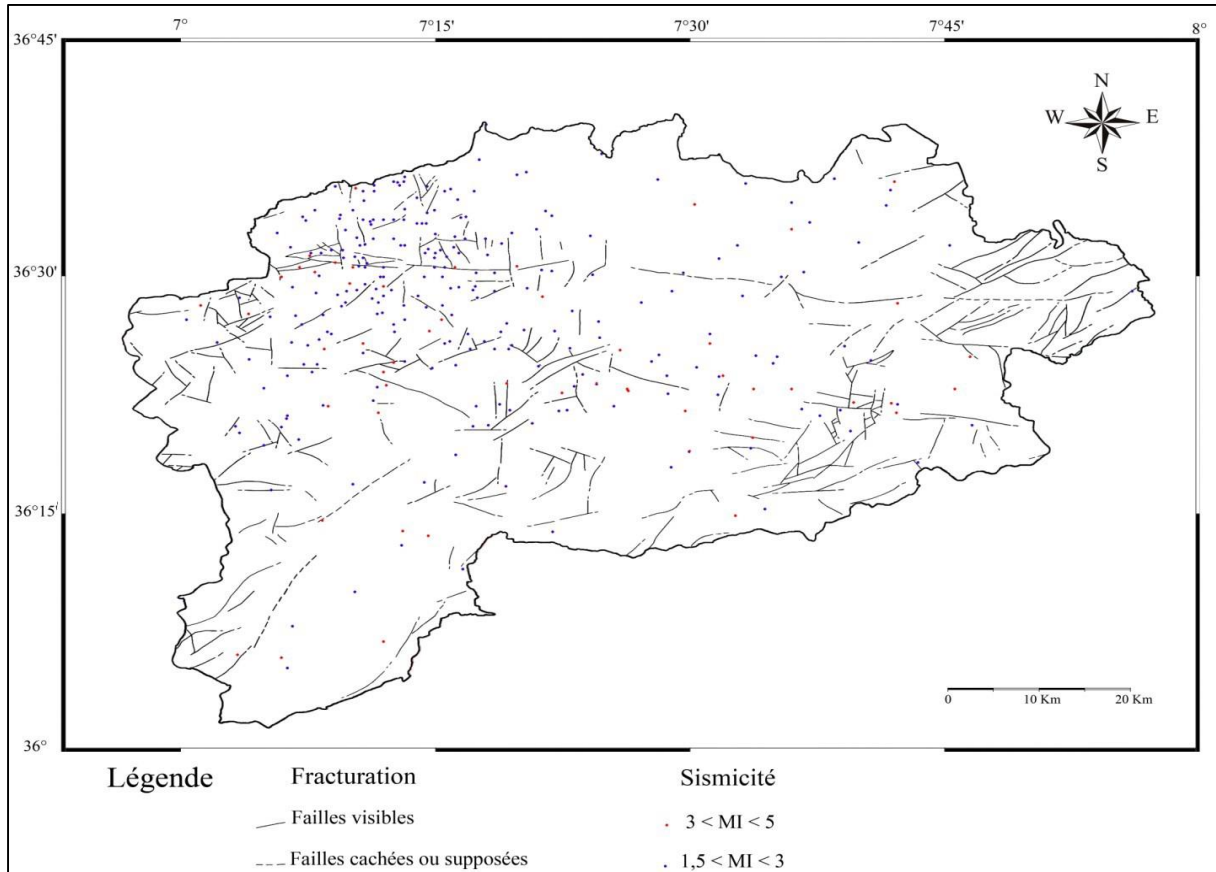 7° 7°15' 7°30' 7°45' 8°
36°45'
N
W E
S
36°30'
36°15'
0 10 Km 20 Km
36°
Légende Fracturation Sismicité
Failles visibles 3 < MI < 5
Failles cachées ou supposées 1,5 < MI < 3